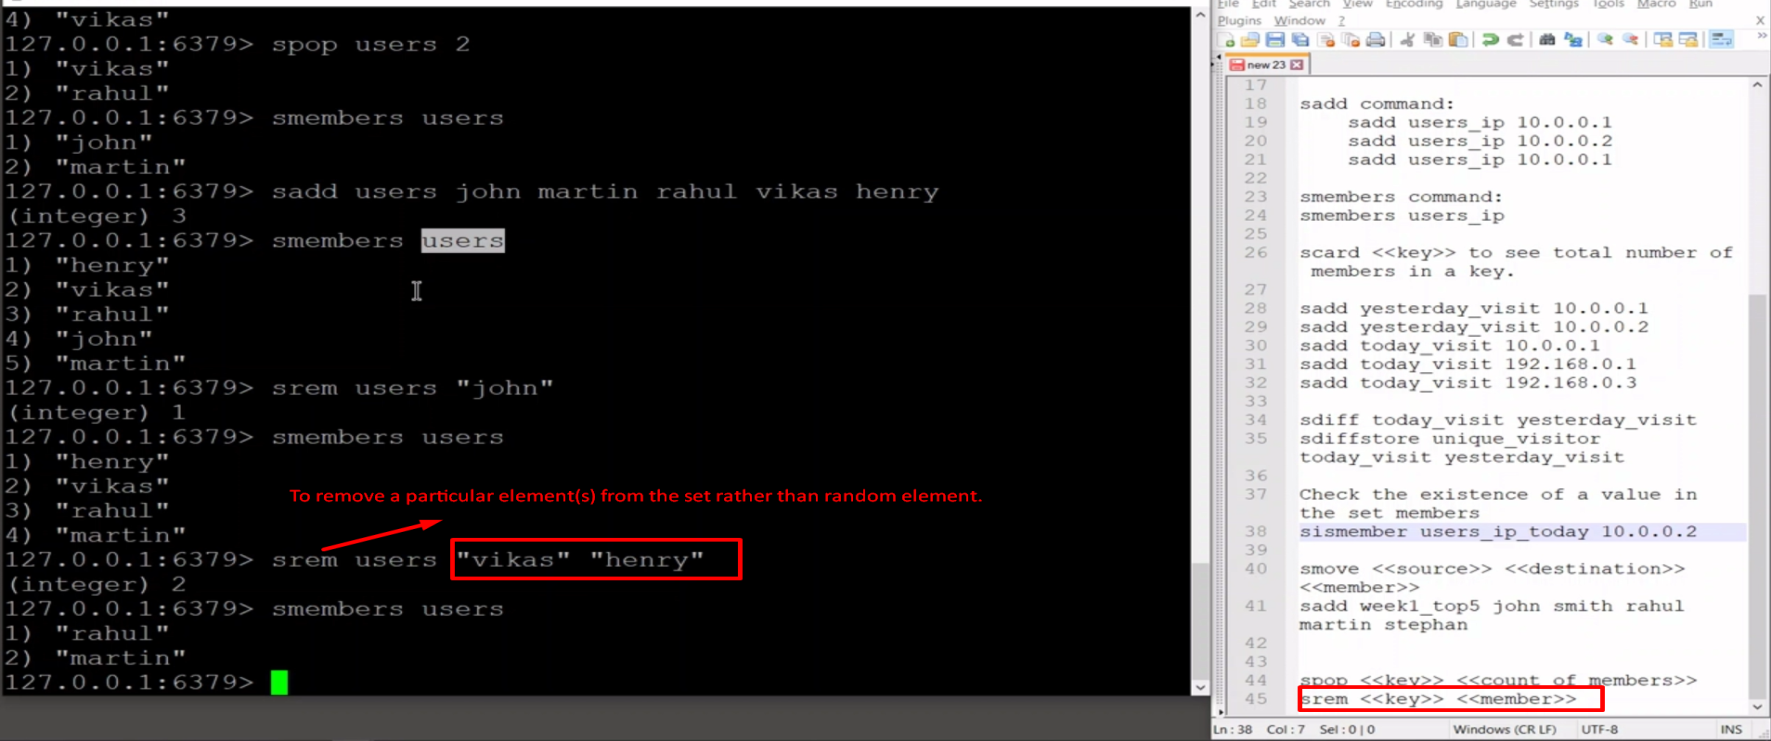 4) "vikas"
127.0.0.1:6379> spop users 2
1) "vikas"
2) "rahul"
127.0.0.1:6379> smembers users
1) "john"
2) "martin"
127.0.0.1:6379> sadd users john martin rahul vikas henry
(integer) 3
127.0.0.1:6379> smembers users
1) "henry"
2) "vikas"
3) "rahul"
4) "john"
5) "martin"
127.0.0.1:6379> srem users "john"
(integer) 1
127.0.0.1:6379> smembers users
1) "henry"
2) "vikas"
3) "rahul"
4) "martin"
To remove a particular element(s) from the set rather than random element.
127.0.0.1:6379> srem users "vikas" "henry"
(integer) 2
127.0.0.1:6379> smembers users
1) "rahul"
2) "martin"
127.0.0.1:6379>
File Edit Search View Encoding Language Settings Tools Macro Run
Plugins Window ? X
new 23
17
18 sadd command:
19 sadd users_ip 10.0.0.1
20 sadd users_ip 10.0.0.2
21 sadd users_ip 10.0.0.1
22
23 smembers command:
24 smembers users_ip
25
26 scard <<key>> to see total number of
members in a key.
27
28 sadd yesterday_visit 10.0.0.1
29 sadd yesterday_visit 10.0.0.2
30 sadd today_visit 10.0.0.1
31 sadd today_visit 192.168.0.1
32 sadd today_visit 192.168.0.3
33
34 sdiff today_visit yesterday_visit
35 sdiffstore unique_visitor
today_visit yesterday_visit
36
37 Check the existence of a value in
the set members
38 sismember users_ip_today 10.0.0.2
39
40 smove <<source>> <<destination>>
<<member>>
41 sadd week1_top5 john smith rahul
martin stephan
42
43
44 spop <<key>> <<count of members>>
45 srem <<key>> <<member>>
Ln : 38 Col : 7 Sel : 0 | 0 Windows (CR LF) UTF-8 INS